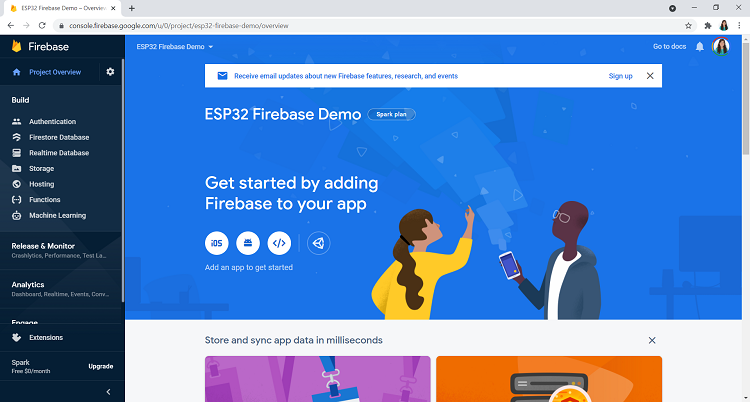 ESP32 Firebase Demo – Overview
console.firebase.google.com/u/0/project/esp32-firebase-demo/overview
Firebase
ESP32 Firebase Demo
Go to docs
Project Overview
Receive email updates about new Firebase features, research, and events
Sign up
Build
ESP32 Firebase Demo
Spark plan
Authentication
Firestore Database
Realtime Database
Storage
Hosting
Functions
Machine Learning
Get started by adding
Firebase to your app
iOS
Add an app to get started
Release & Monitor
Crashlytics, Performance, Test La...
Analytics
Dashboard, Realtime, Events, Conv...
Engage
Extensions
Spark
Free $0/month
Upgrade
Store and sync app data in milliseconds